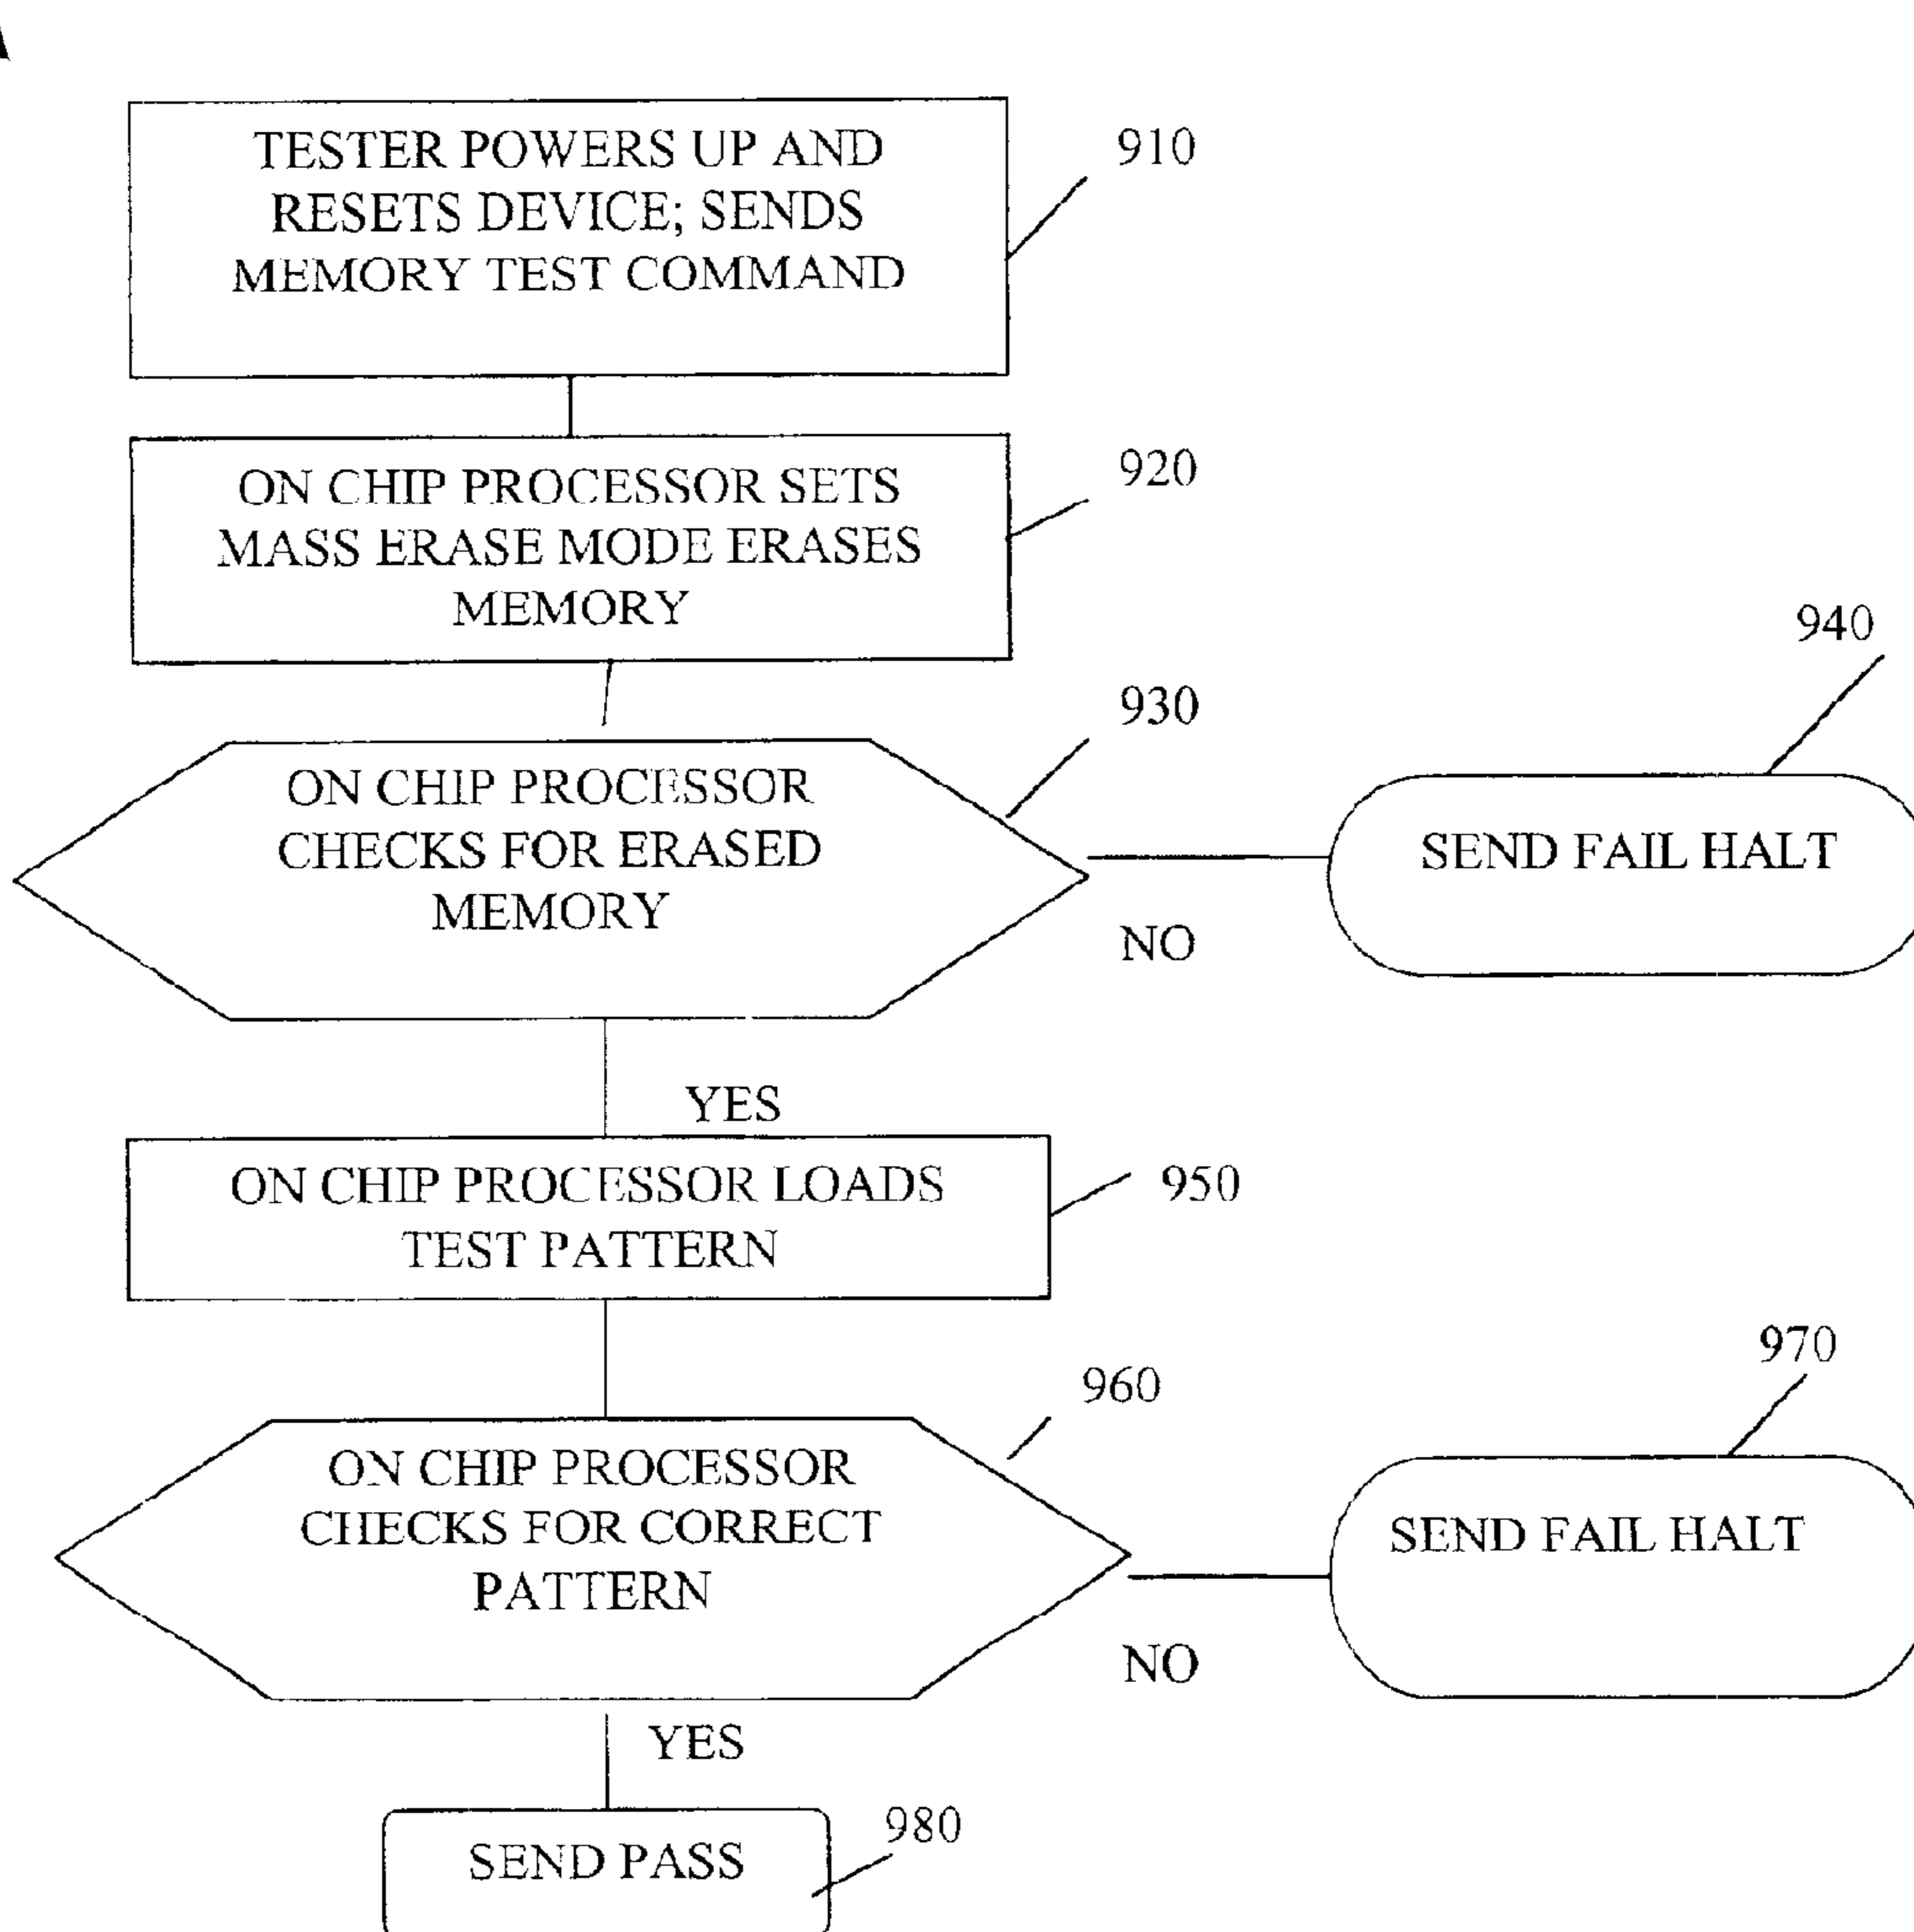 TESTER POWERS UP AND
RESETS DEVICE; SENDS
MEMORY TEST COMMAND
910
ON CHIP PROCESSOR SETS
MASS ERASE MODE ERASES
MEMORY
920
ON CHIP PROCESSOR
CHECKS FOR ERASED
MEMORY
930
NO
940
SEND FAIL HALT
YES
ON CHIP PROCESSOR LOADS
TEST PATTERN
950
ON CHIP PROCESSOR
CHECKS FOR CORRECT
PATTERN
960
NO
970
SEND FAIL HALT
YES
SEND PASS
980